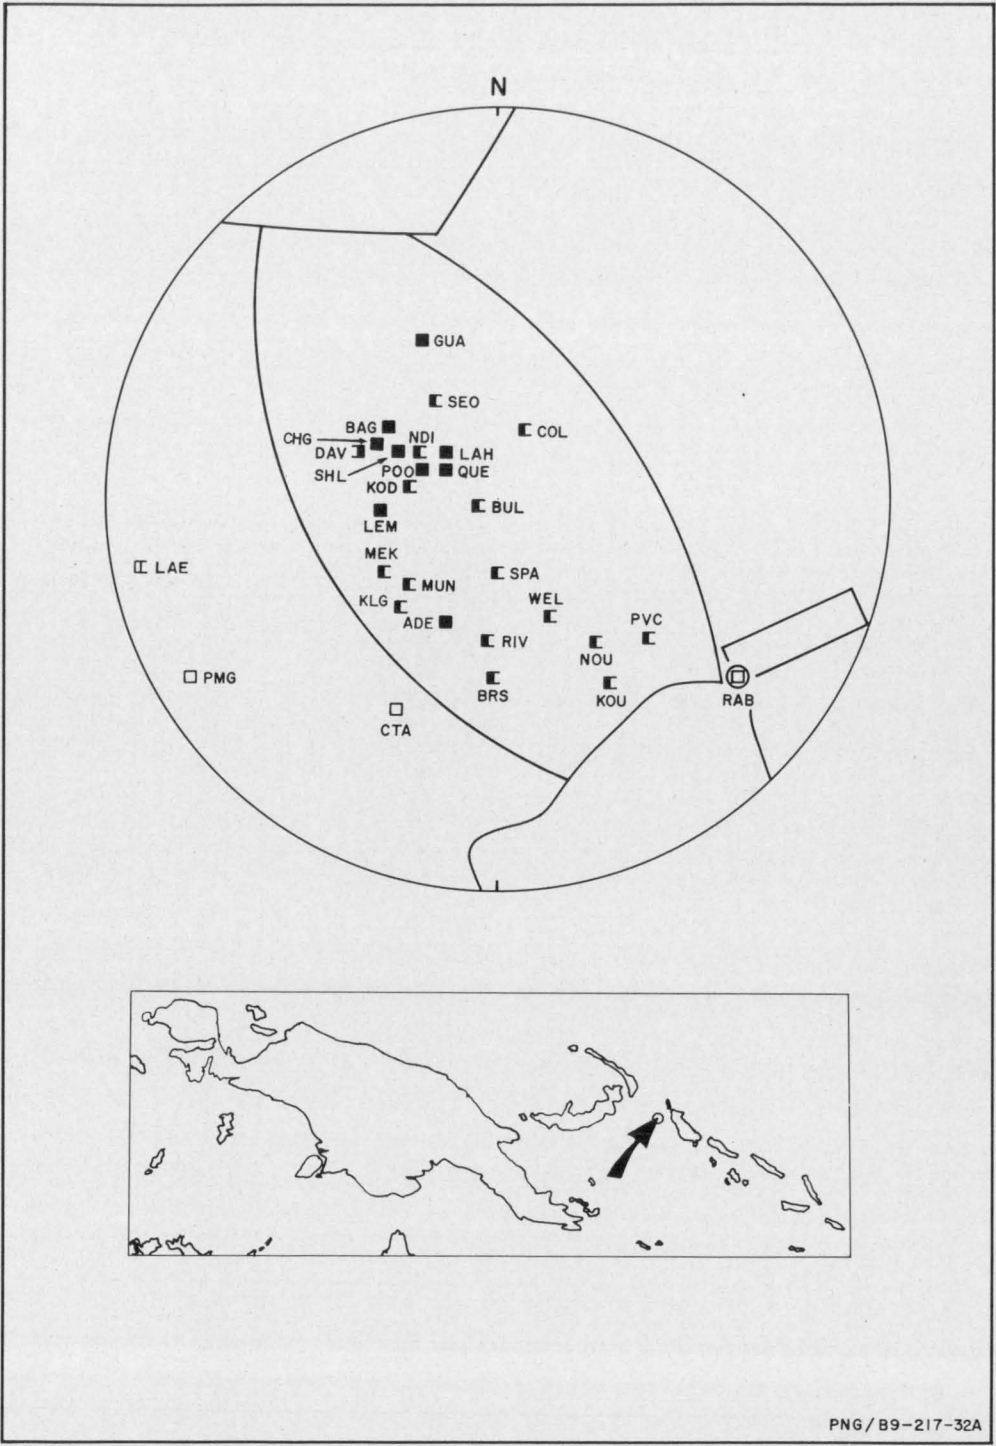 N
GUA
SEO
BAG
COL
CHG
NDI
DAV
LAH
SHL
POO
QUE
KOD
BUL
LEM
MEK
LAE
SPA
MUN
KLG
WEL
ADE
PVC
RIV
NOU
PMG
BRS
KOU
RAB
CTA
PNG/B9-217-32A